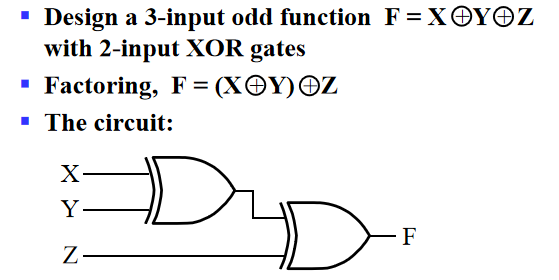 ▪ Design a 3-input odd function F = X⊕Y⊕Z
with 2-input XOR gates
▪ Factoring, F = (X⊕Y)⊕Z
▪ The circuit:
X
Y
Z
F